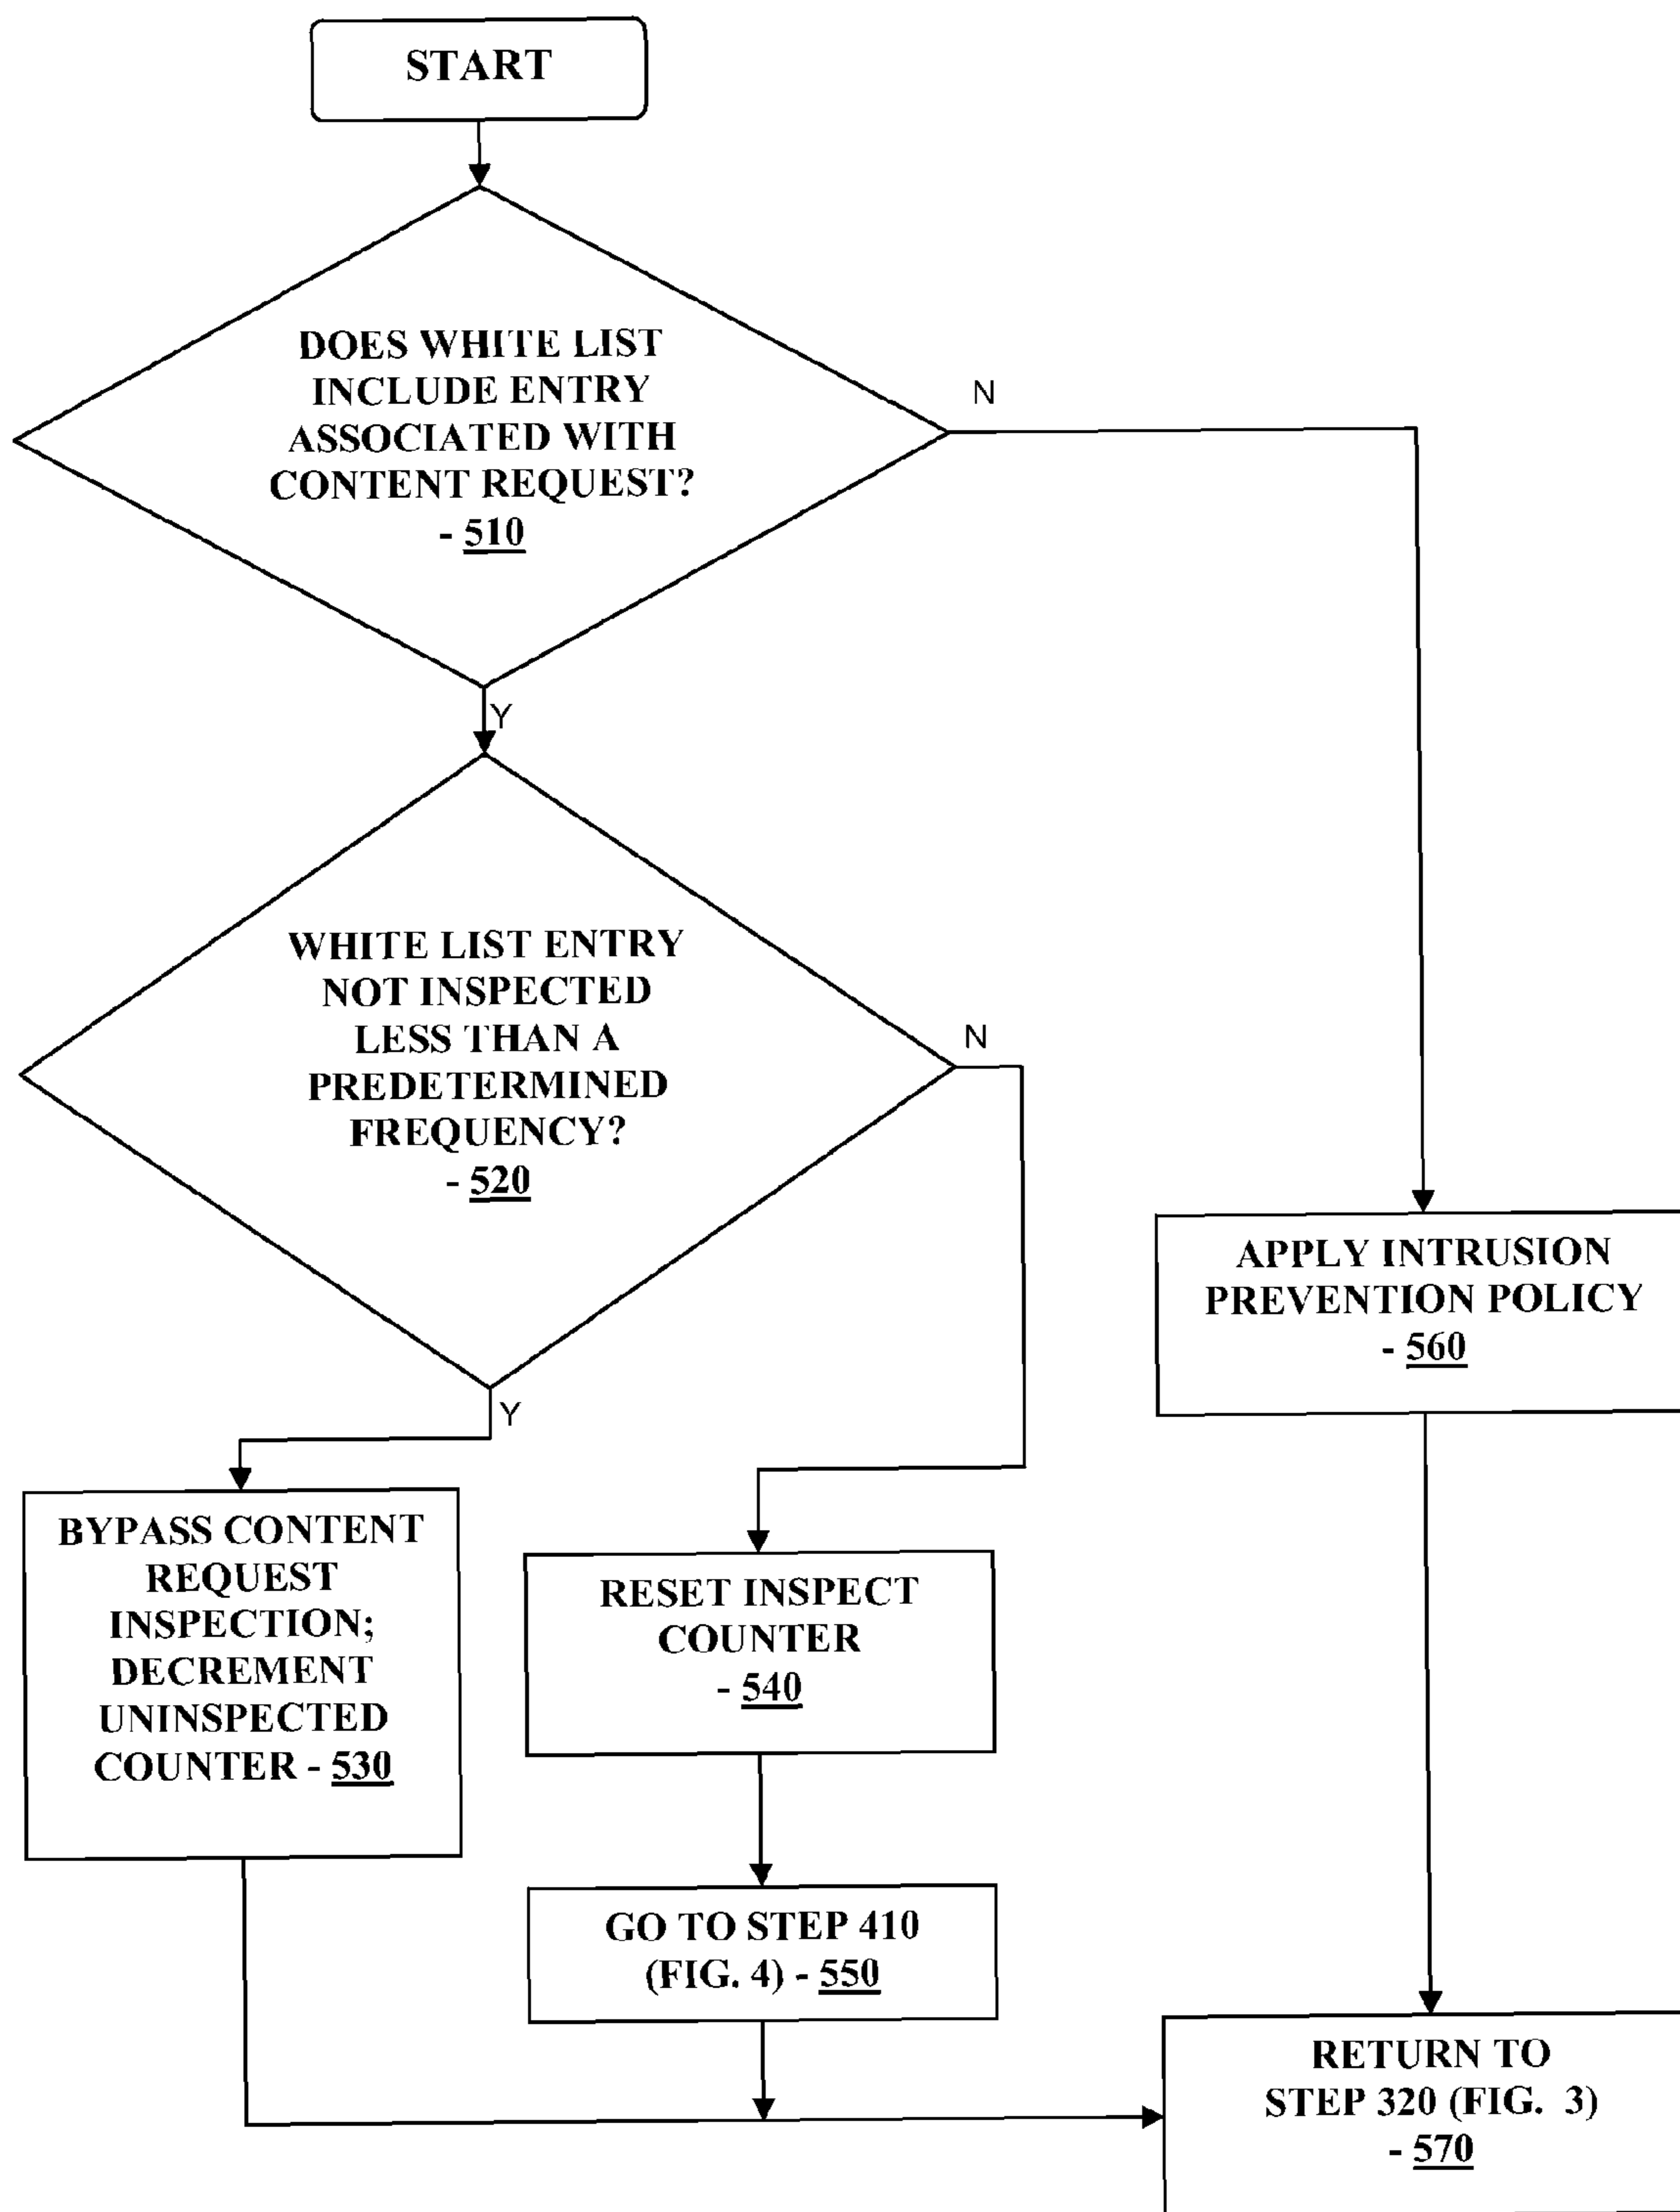 START
DOES WHITE LIST
INCLUDE ENTRY
ASSOCIATED WITH
CONTENT REQUEST?
- 510
N
Y
WHITE LIST ENTRY
NOT INSPECTED
LESS THAN A
PREDETERMINED
FREQUENCY?
- 520
N
Y
APPLY INTRUSION
PREVENTION POLICY
- 560
BYPASS CONTENT
REQUEST
INSPECTION;
DECREMENT
UNINSPECTED
COUNTER - 530
RESET INSPECT
COUNTER
- 540
GO TO STEP 410
(FIG. 4) - 550
RETURN TO
STEP 320 (FIG. 3)
- 570